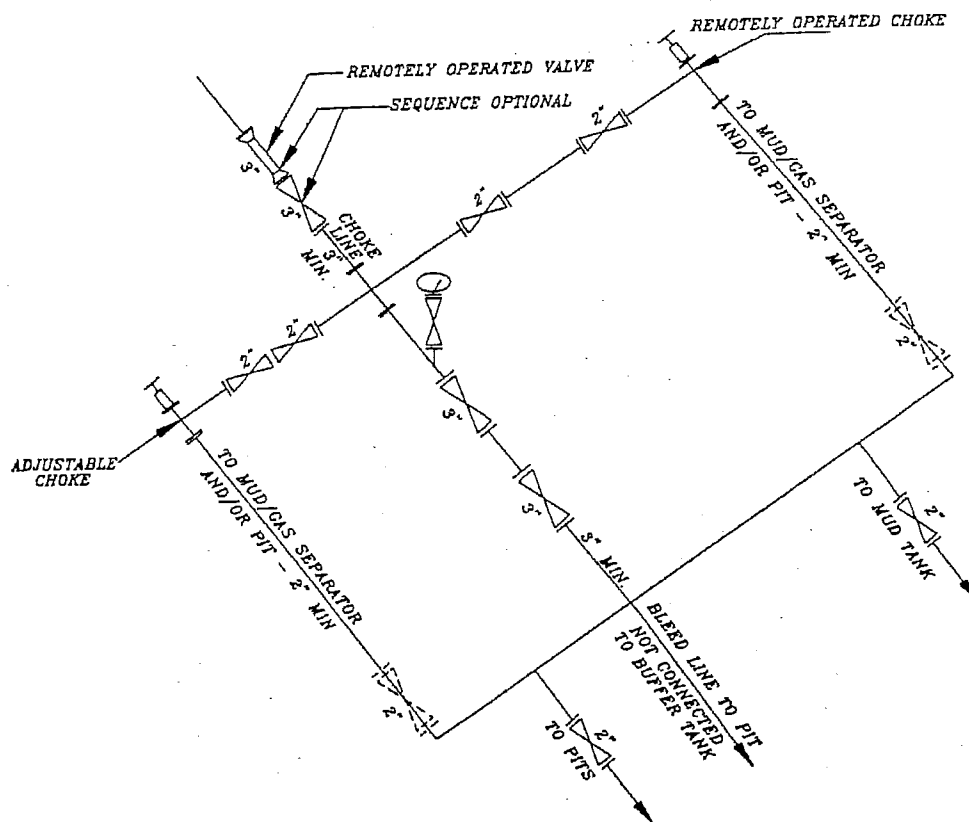 REMOTELY OPERATED CHOKE
REMOTELY OPERATED VALVE
SEQUENCE OPTIONAL
3"
3"
CHOKE
LINE
3"
MIN.
2"
2"
TO MUD/GAS SEPARATOR
AND/OR PIT - 2" MIN
2"
2"
2"
ADJUSTABLE
CHOKE
3"
3"
3" MIN.
TO MUD/GAS SEPARATOR
AND/OR PIT - 2" MIN
2"
2"
TO MUD TANK
BLEED LINE TO PIT
NOT CONNECTED
TO BUFFER TANK
2"
TO PITS